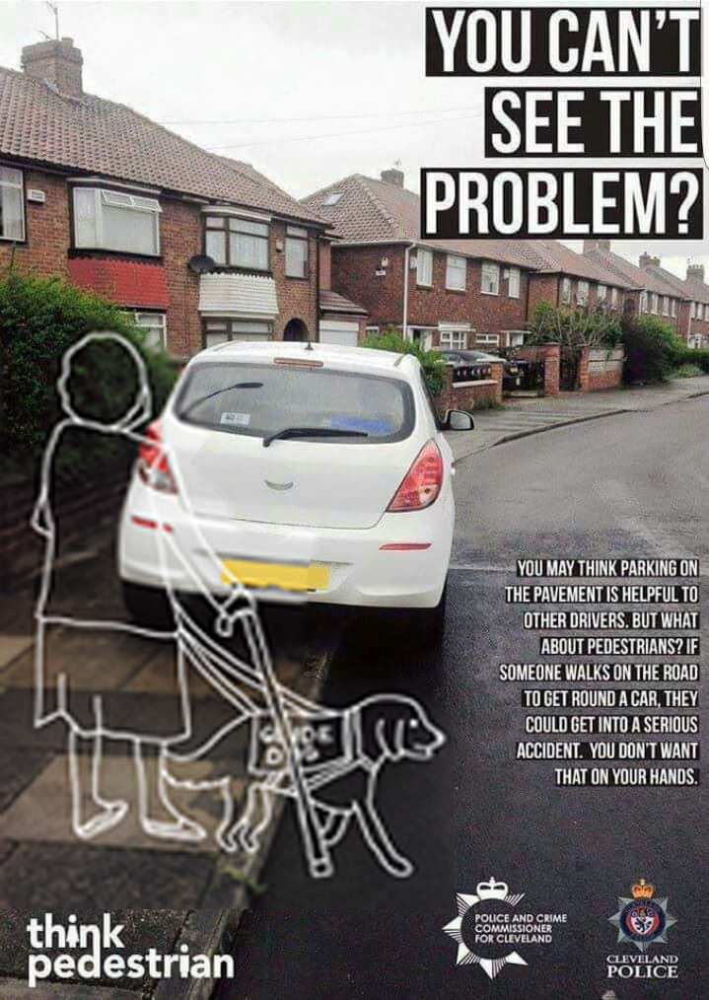 YOU CAN'T
SEE THE
PROBLEM?
YOU MAY THINK PARKING ON
THE PAVEMENT IS HELPFUL TO
OTHER DRIVERS. BUT WHAT
ABOUT PEDESTRIANS? IF
SOMEONE WALKS ON THE ROAD
TO GET ROUND A CAR, THEY
COULD GET INTO A SERIOUS
ACCIDENT. YOU DON'T WANT
THAT ON YOUR HANDS.
GUIDE
DOG
think
pedestrian
POLICE AND CRIME
COMMISSIONER
FOR CLEVELAND
CLEVELAND
POLICE